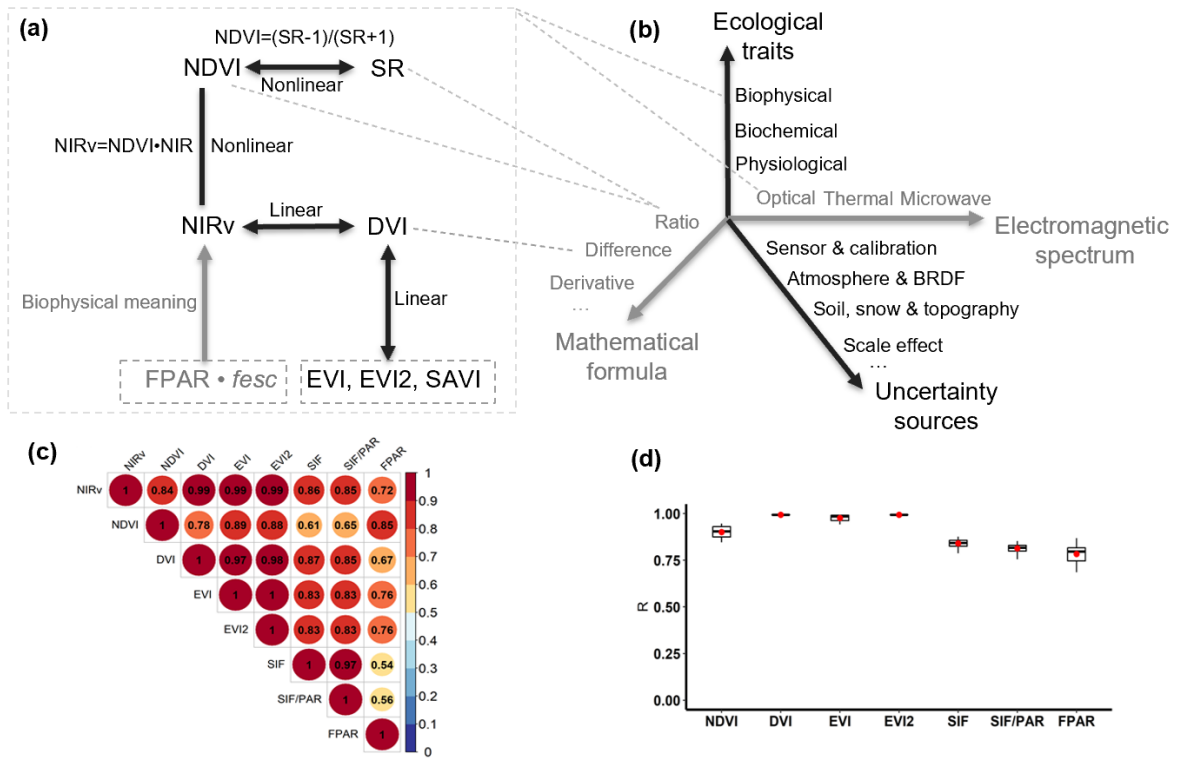 (a)
NDVI=(SR-1)/(SR+1)
NDVI
SR
Nonlinear
NIRv=NDVI•NIR
Nonlinear
NIRv
Linear
DVI
Biophysical meaning
Linear
FPAR • fesc
EVI, EVI2, SAVI
(b)
Ecological
traits
Biophysical
Biochemical
Physiological
Optical Thermal Microwave
Electromagnetic
spectrum
Ratio
Difference
Derivative
...
Mathematical
formula
Sensor & calibration
Atmosphere & BRDF
Soil, snow & topography
Scale effect
...
Uncertainty
sources
(c)
NIRv NDVI DVI EVI EVI2 SIF SIF/PAR FPAR
NIRv 1 0.84 0.99 0.99 0.99 0.86 0.85 0.72
NDVI 1 0.78 0.89 0.88 0.61 0.65 0.85
DVI 1 0.97 0.98 0.87 0.85 0.67
EVI 1 1 0.83 0.83 0.76
EVI2 1 0.83 0.83 0.76
SIF 1 0.97 0.54
SIF/PAR 1 0.56
FPAR 1
1
0.9
0.8
0.7
0.6
0.5
0.4
0.3
0.2
0.1
0
(d)
R
1.00
0.75
0.50
0.25
0.00
NDVI DVI EVI EVI2 SIF SIF/PAR FPAR